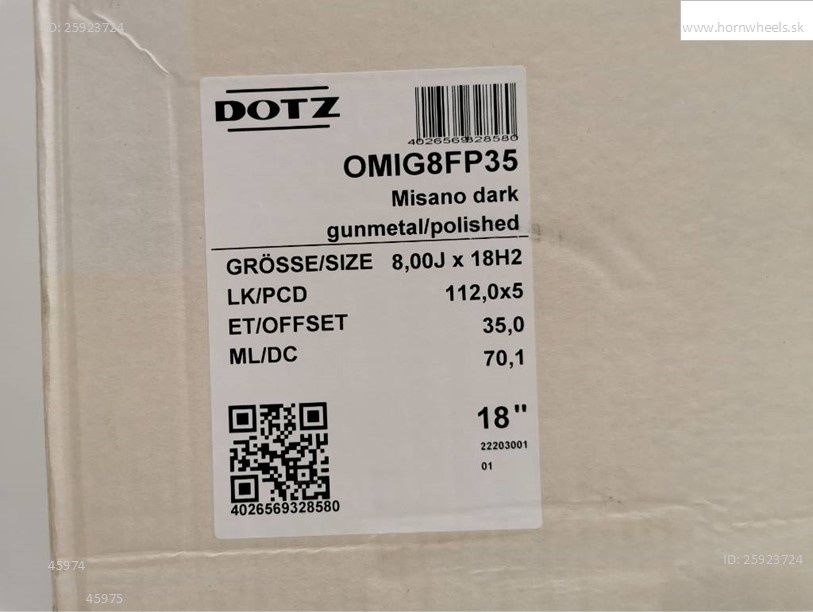 ID: 25923724
www.hornwheels.sk
DOTZ
4026569328580
OMIG8FP35
Misano dark
gunmetal/polished
GRÖSSE/SIZE 8,00J x 18H2
LK/PCD 112,0x5
ET/OFFSET 35,0
ML/DC 70,1
18"
22203001
01
4026569328580
ID: 25923724
45974
45975